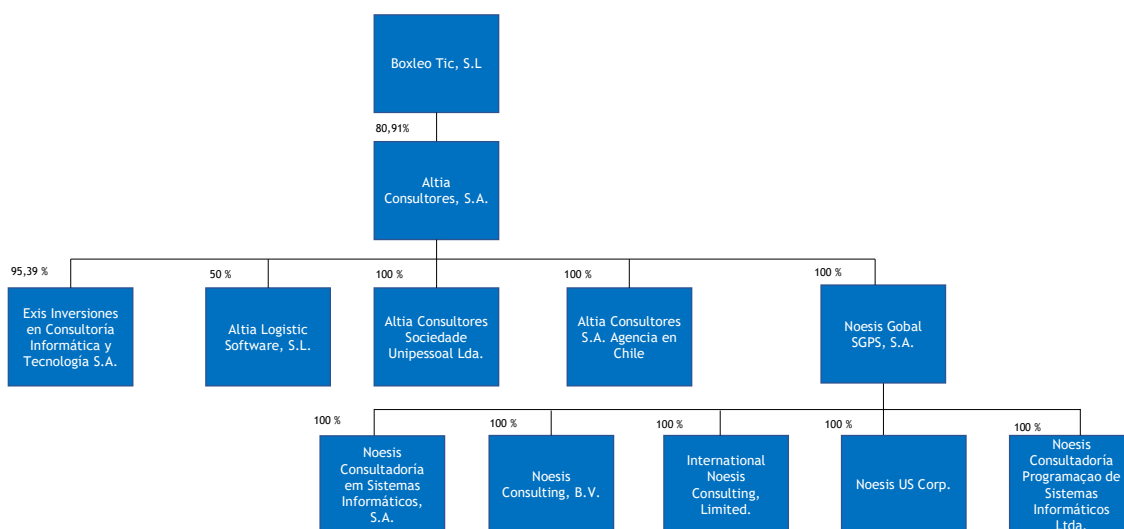 Boxleo Tic, S.L
80,91%
Altia
Consultores, S.A.
95,39 %
50 %
100 %
100 %
100 %
Exis Inversiones
en Consultoría
Informática y
Tecnología S.A.
Altia Logistic
Software, S.L.
Altia Consultores
Sociedade
Unipessoal Lda.
Altia Consultores
S.A. Agencia en
Chile
Noesis Gobal
SGPS, S.A.
100 %
100 %
100 %
100 %
100 %
Noesis
Consultadoría
em Sistemas
Informáticos,
S.A.
Noesis
Consulting, B.V.
International
Noesis
Consulting,
Limited.
Noesis US Corp.
Noesis
Consultadoría
Programaçao de
Sistemas
Informáticos
Ltda.